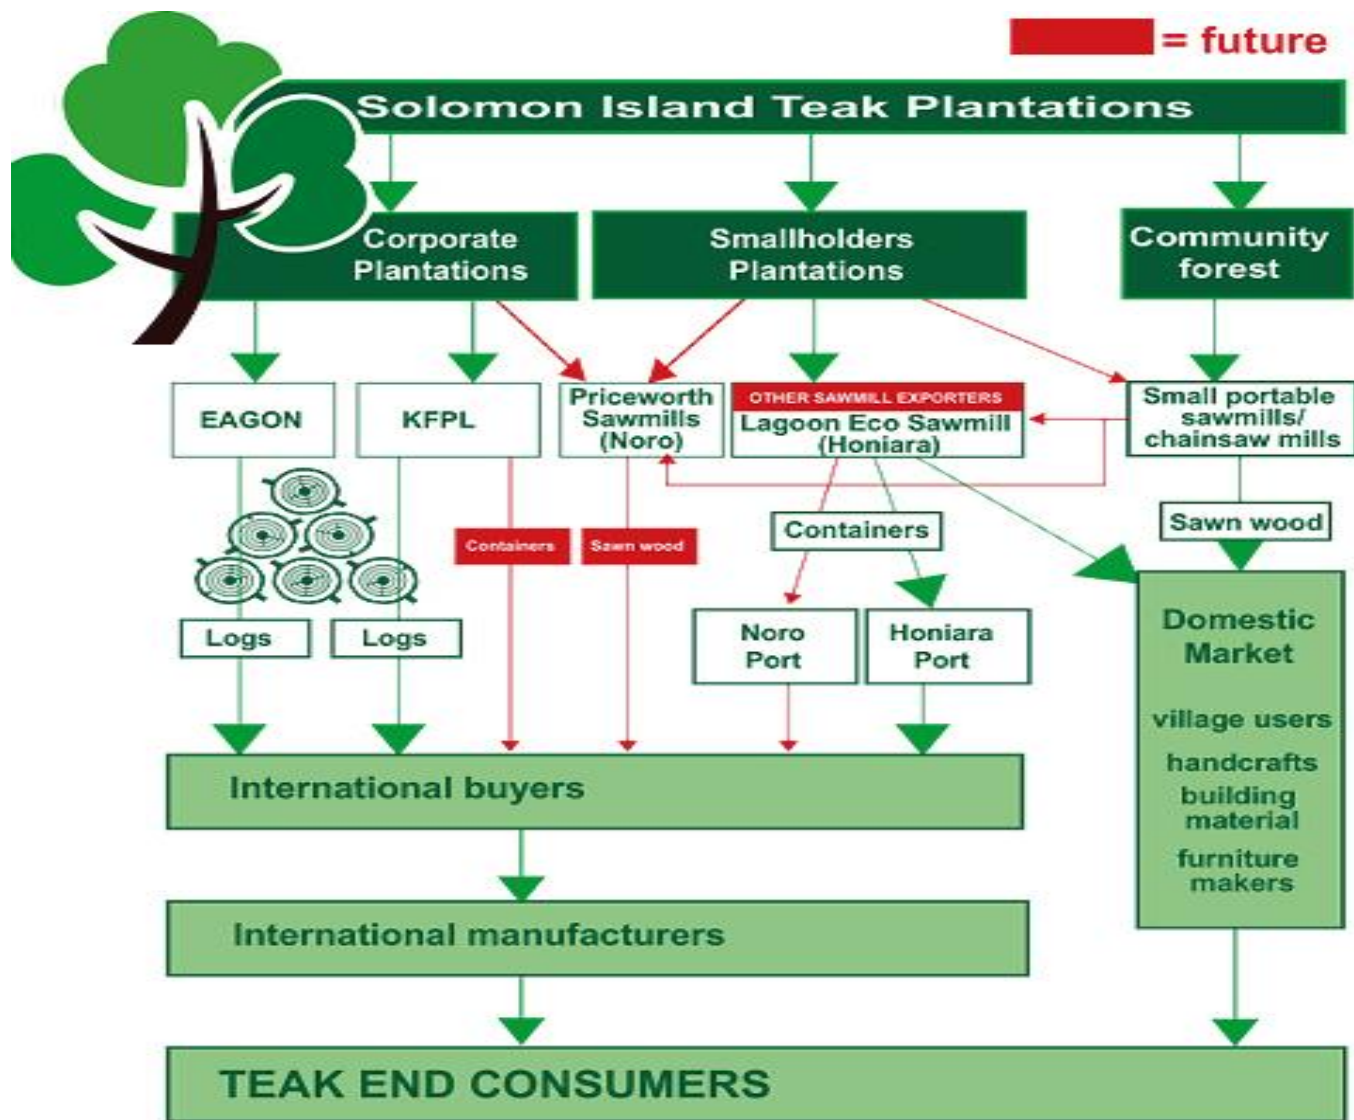 = future
Solomon Island Teak Plantations
Corporate
Plantations
Smallholders
Plantations
Community
forest
EAGON
KFPL
Priceworth
Sawmills
(Noro)
OTHER SAWMILL EXPORTERS
Lagoon Eco Sawmill
(Honiara)
Small portable
sawmills/
chainsaw mills
Containers
Sawn wood
Containers
Sawn wood
Logs
Logs
Noro
Port
Honiara
Port
Domestic
Market
village users
handcrafts
building
material
furniture
makers
International buyers
International manufacturers
TEAK END CONSUMERS